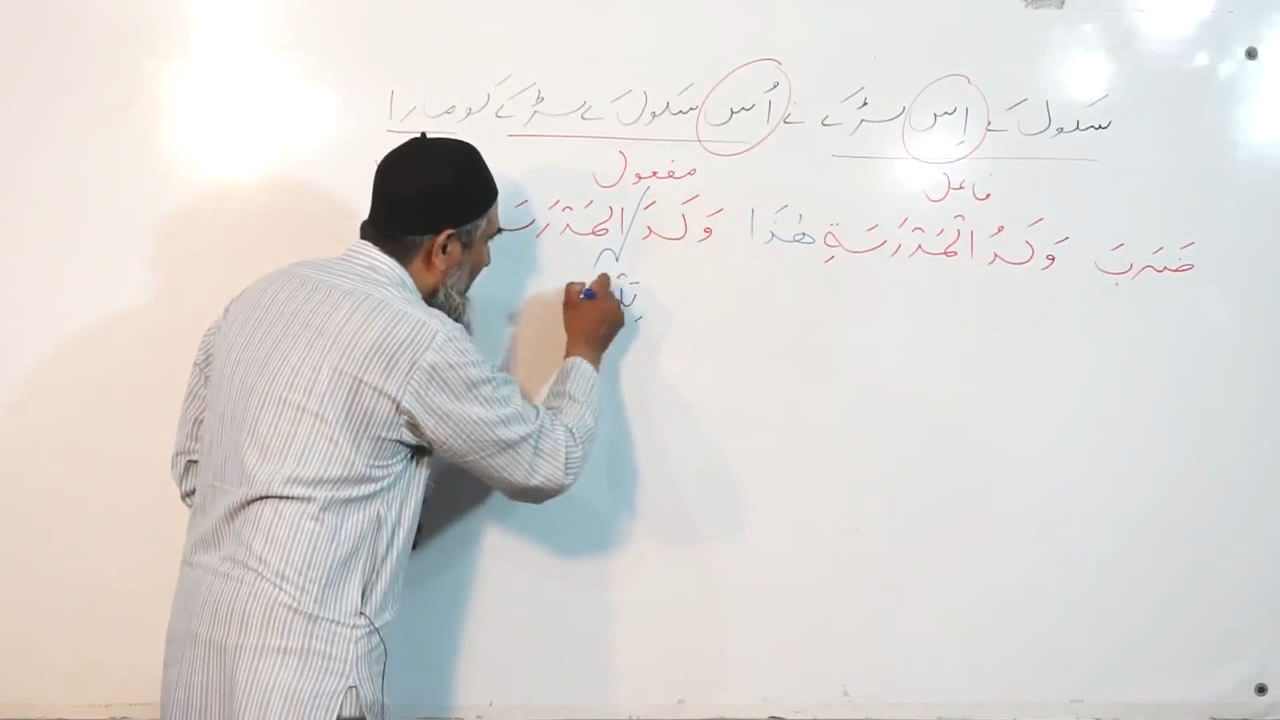 سکول کے اِس لڑکے نے اُس سکول کے لڑکے کو مارا
فاعل مفعول
ضَرَبَ وَلَدُ الْمَدْرَسَةِ هٰذَا وَلَدَ الْمَدْرَسَ
تِلْ